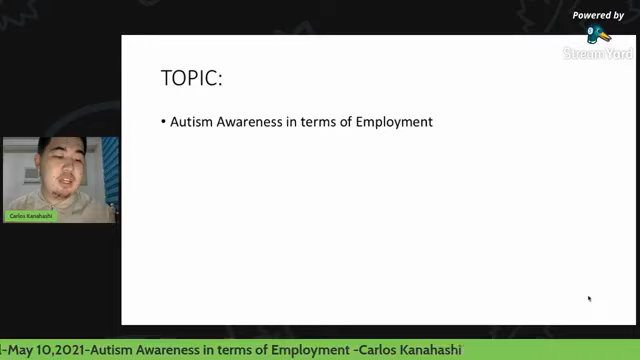 Powered by
StreamYard
TOPIC:
• Autism Awareness in terms of Employment
Carlos Kanahashi
-May 10,2021-Autism Awareness in terms of Employment -Carlos Kanahashi